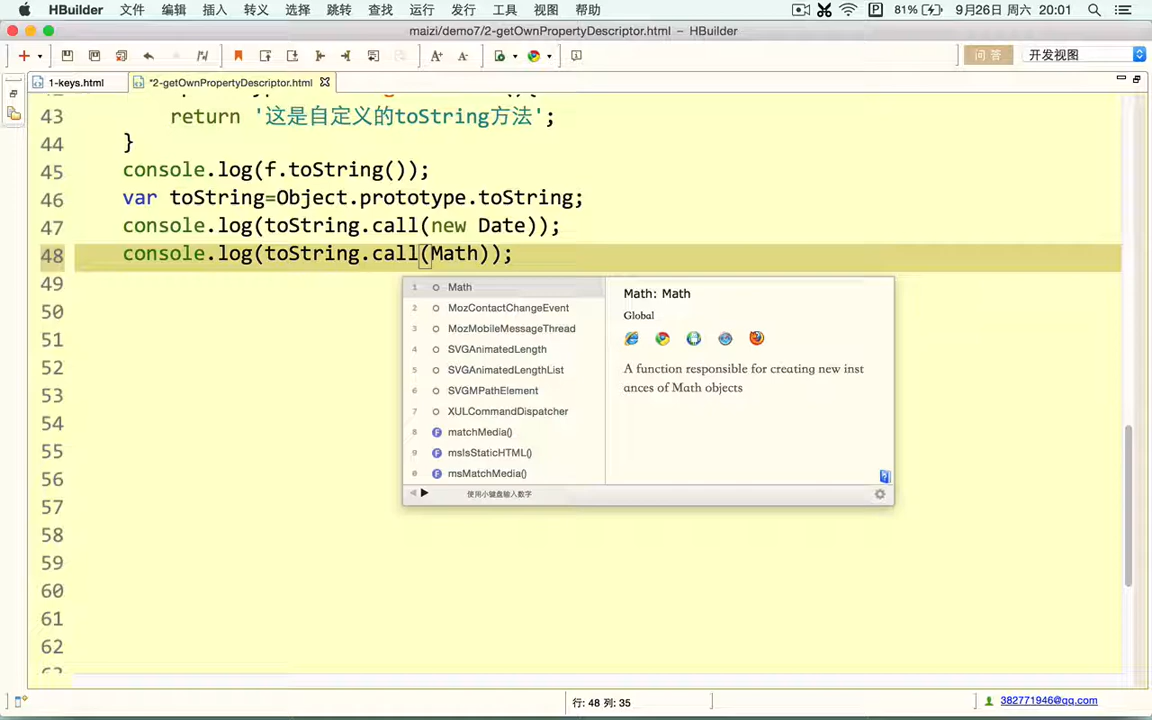 HBuilder 文件 编辑 插入 转义 选择 跳转 查找 运行 发行 工具 视图 帮助 81% 9月26日 周六 20:01
maizi/demo7/2-getOwnPropertyDescriptor.html – HBuilder
问答 开发视图
1-keys.html *2-getOwnPropertyDescriptor.html
43 return '这是自定义的toString方法';
44 }
45 console.log(f.toString());
46 var toString=Object.prototype.toString;
47 console.log(toString.call(new Date));
48 console.log(toString.call(Math));
49
50
51
52
53
54
55
56
57
58
59
60
61
62
1 Math
2 MozContactChangeEvent
3 MozMobileMessageThread
4 SVGAnimatedLength
5 SVGAnimatedLengthList
6 SVGMPathElement
7 XULCommandDispatcher
8 matchMedia()
9 msIsStaticHTML()
0 msMatchMedia()
使用小键盘输入数字
Math: Math
Global
A function responsible for creating new inst
ances of Math objects
行: 48 列: 35
382771946@qq.com